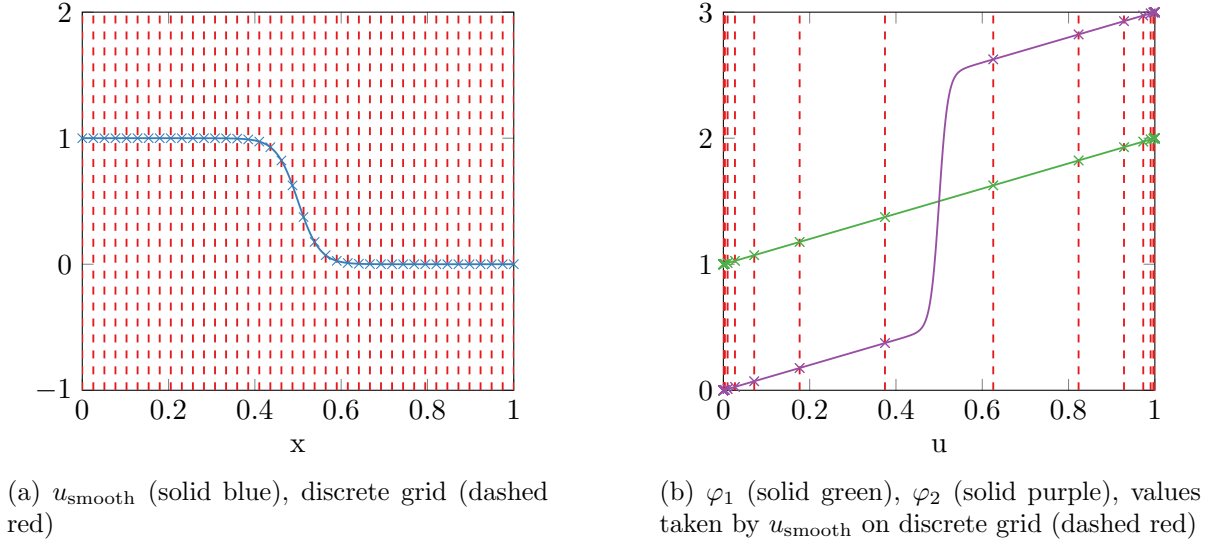 2
1
0
−1
0 0.2 0.4 0.6 0.8 1
x
(a) u_smooth (solid blue), discrete grid (dashed
red)
3
2
1
0
0 0.2 0.4 0.6 0.8 1
u
(b) φ₁ (solid green), φ₂ (solid purple), values
taken by u_smooth on discrete grid (dashed red)